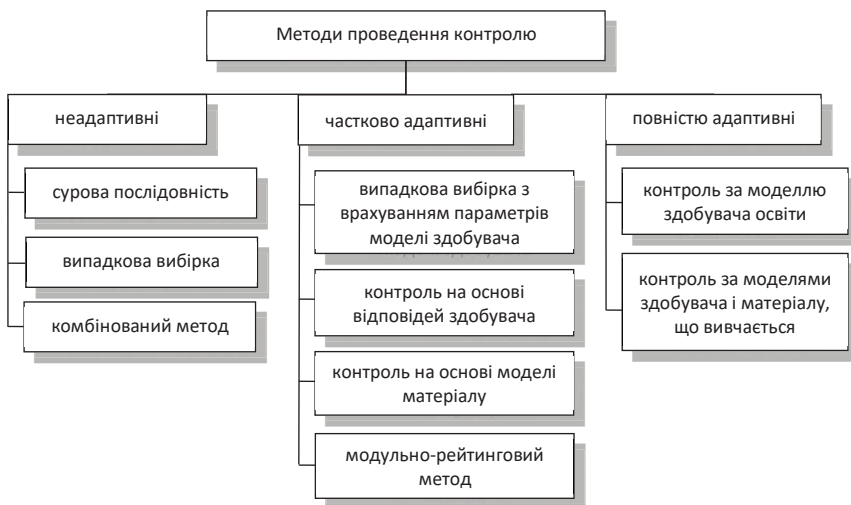 Методи проведення контролю
неадаптивні
сурова послідовність
випадкова вибірка
комбінований метод
частково адаптивні
випадкова вибірка з
врахуванням параметрів
моделі здобувача
контроль на основі
відповідей здобувача
контроль на основі моделі
матеріалу
модульно-рейтинговий
метод
повністю адаптивні
контроль за моделлю
здобувача освіти
контроль за моделями
здобувача і матеріалу,
що вивчається